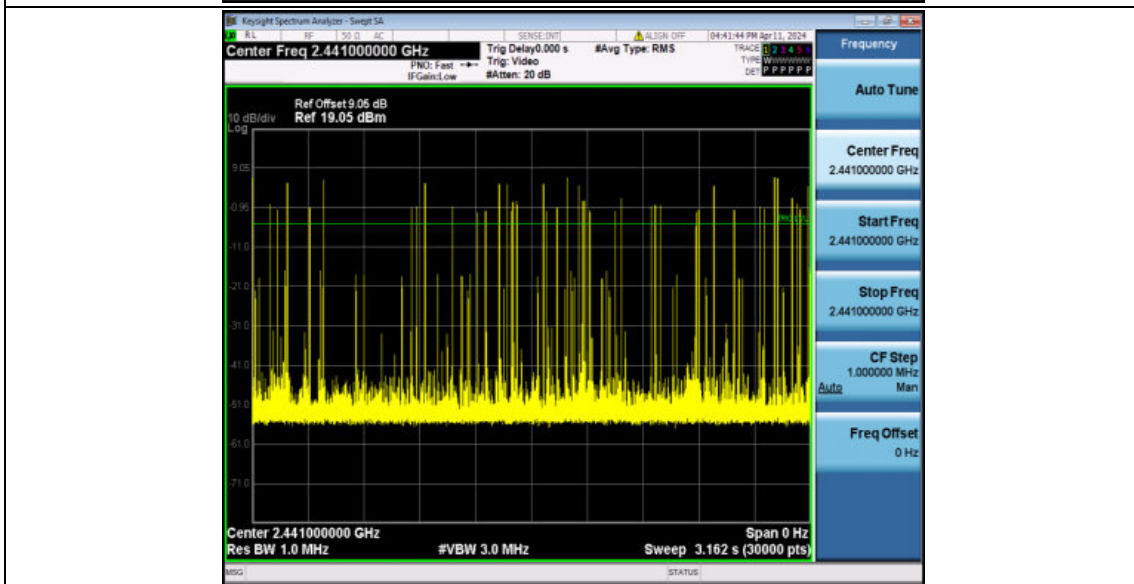 Keysight Spectrum Analyzer - Swept SA
RL RF 50 Ω AC SENSE:INT ALIGN OFF 04:41:44 PM Apr 11, 2024
Center Freq 2.441000000 GHz
PNO: Fast
IFGain:Low
Trig Delay0.000 s
Trig: Video
#Atten: 20 dB
#Avg Type: RMS
TRACE 1 2 3 4 5 6
TYPE WWWWWW
DET P P P P P P
Ref Offset 9.05 dB
10 dB/div Ref 19.05 dBm
Log
9.05
-0.95
-11.0
-21.0
-31.0
-41.0
-51.0
-61.0
-71.0
Center 2.441000000 GHz Span 0 Hz
Res BW 1.0 MHz #VBW 3.0 MHz Sweep 3.162 s (30000 pts)
MSG STATUS
Frequency
Auto Tune
Center Freq
2.441000000 GHz
Start Freq
2.441000000 GHz
Stop Freq
2.441000000 GHz
CF Step
1.000000 MHz
Auto Man
Freq Offset
0 Hz